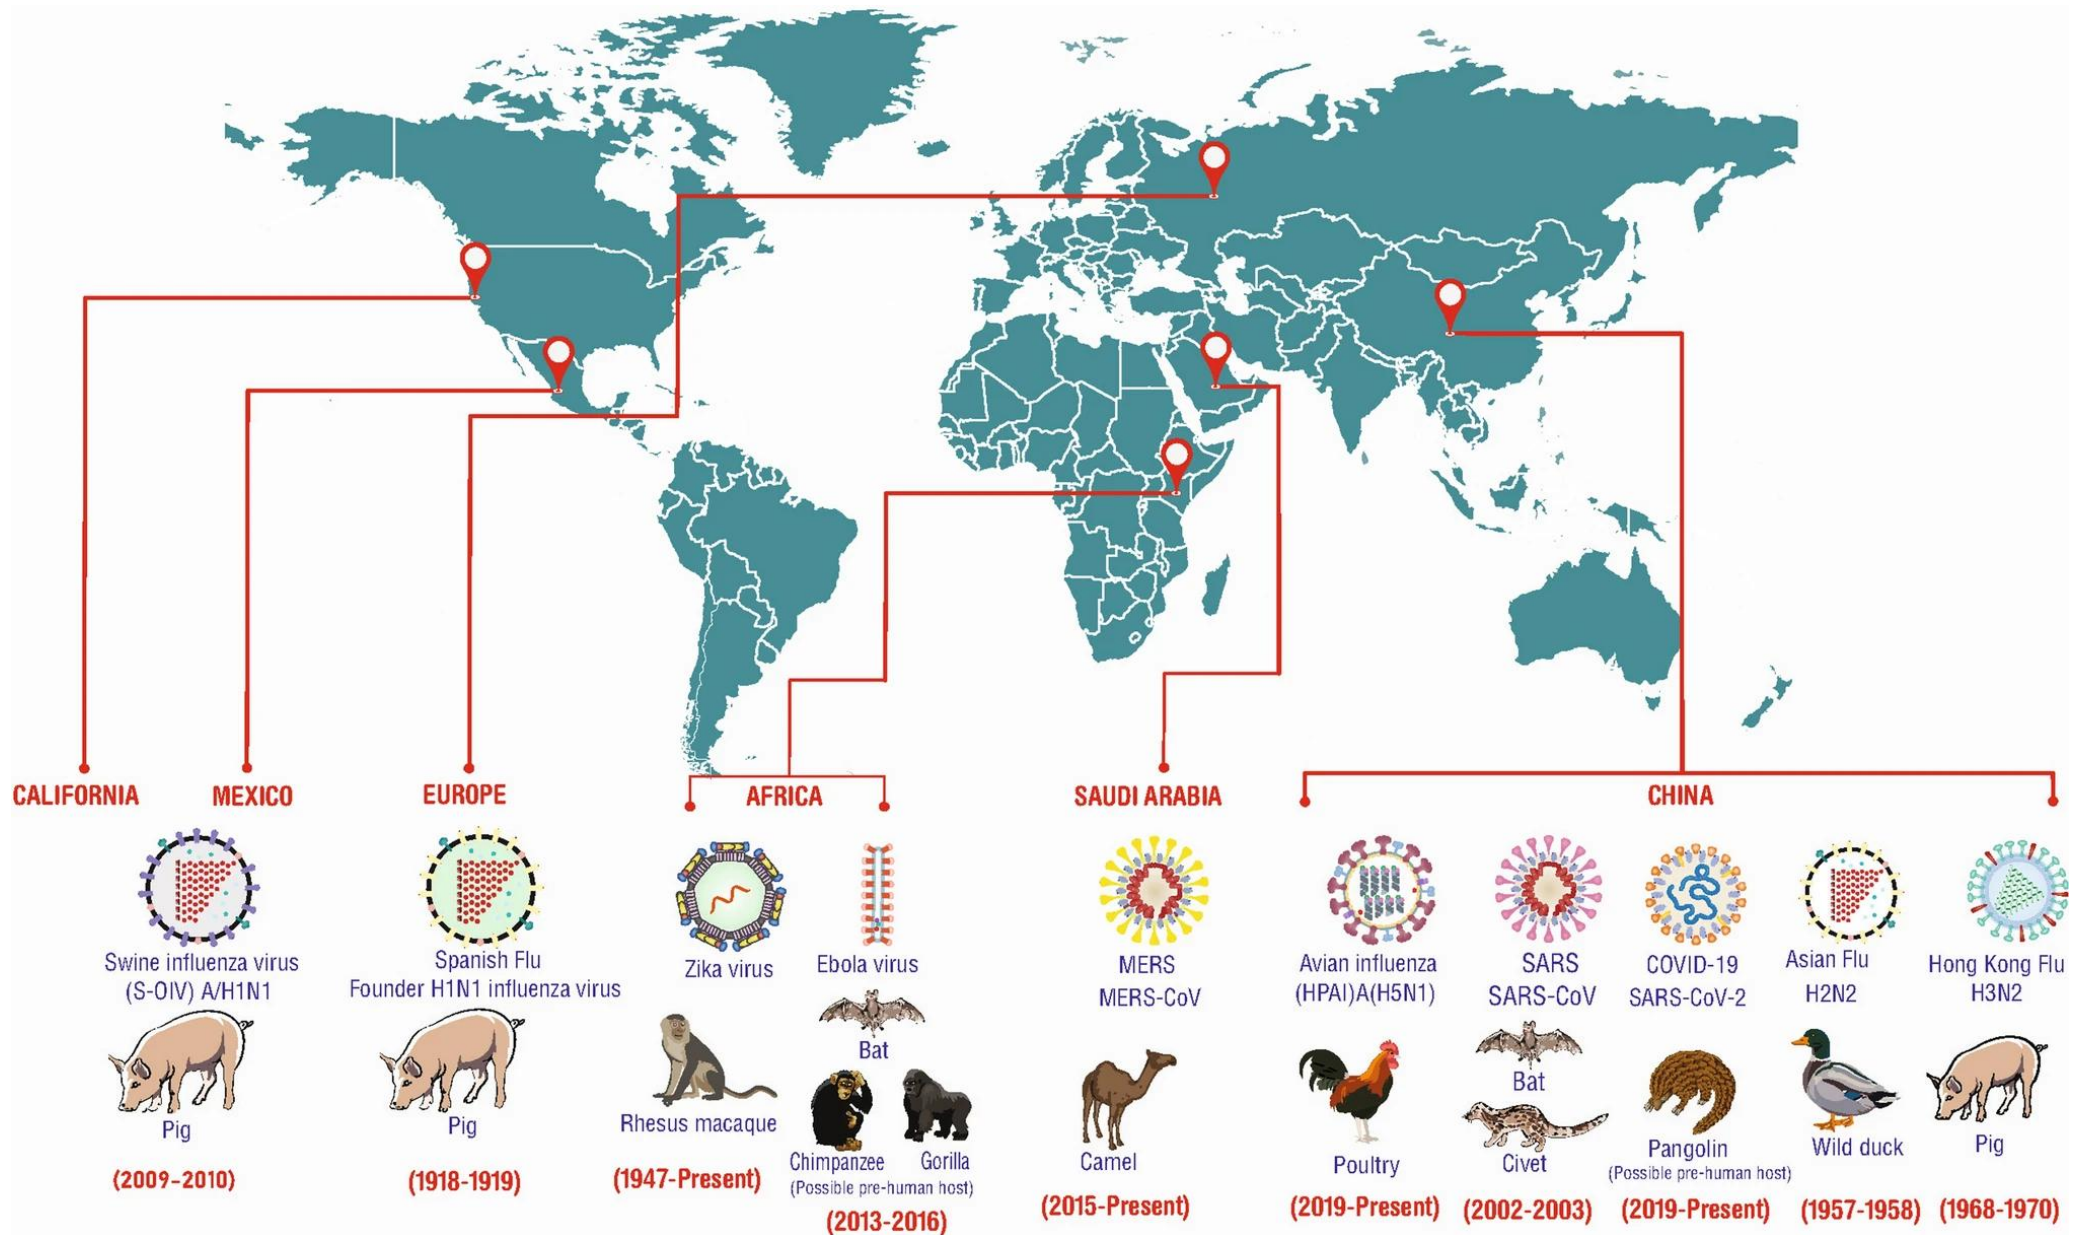 CALIFORNIA
MEXICO
EUROPE
AFRICA
SAUDI ARABIA
CHINA
Swine influenza virus
(S-OIV) A/H1N1
Pig
(2009-2010)
Spanish Flu
Founder H1N1 influenza virus
Pig
(1918-1919)
Zika virus
Rhesus macaque
(1947-Present)
Ebola virus
Bat
Chimpanzee
Gorilla
(Possible pre-human host)
(2013-2016)
MERS
MERS-CoV
Camel
(2015-Present)
Avian influenza
(HPAI)A(H5N1)
Poultry
(2019-Present)
SARS
SARS-CoV
Bat
Civet
(2002-2003)
COVID-19
SARS-CoV-2
Pangolin
(Possible pre-human host)
(2019-Present)
Asian Flu
H2N2
Wild duck
(1957-1958)
Hong Kong Flu
H3N2
Pig
(1968-1970)